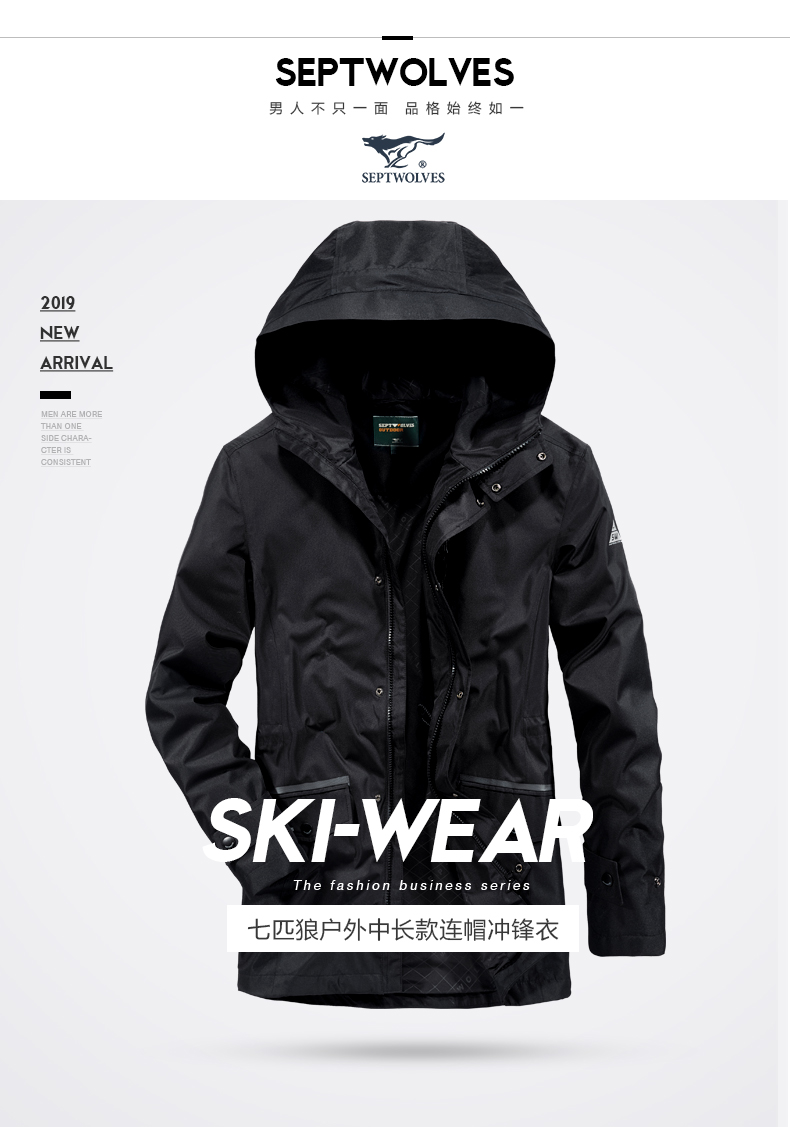 SEPTWOLVES
男人不只一面 品格始终如一
®
SEPTWOLVES
2019
NEW
ARRIVAL
MEN ARE MORE
THAN ONE
SIDE CHARA-
CTER IS
CONSISTENT
SEPTWOLVES
OUTDOOR
SKI-WEAR
The fashion business series
七匹狼户外中长款连帽冲锋衣